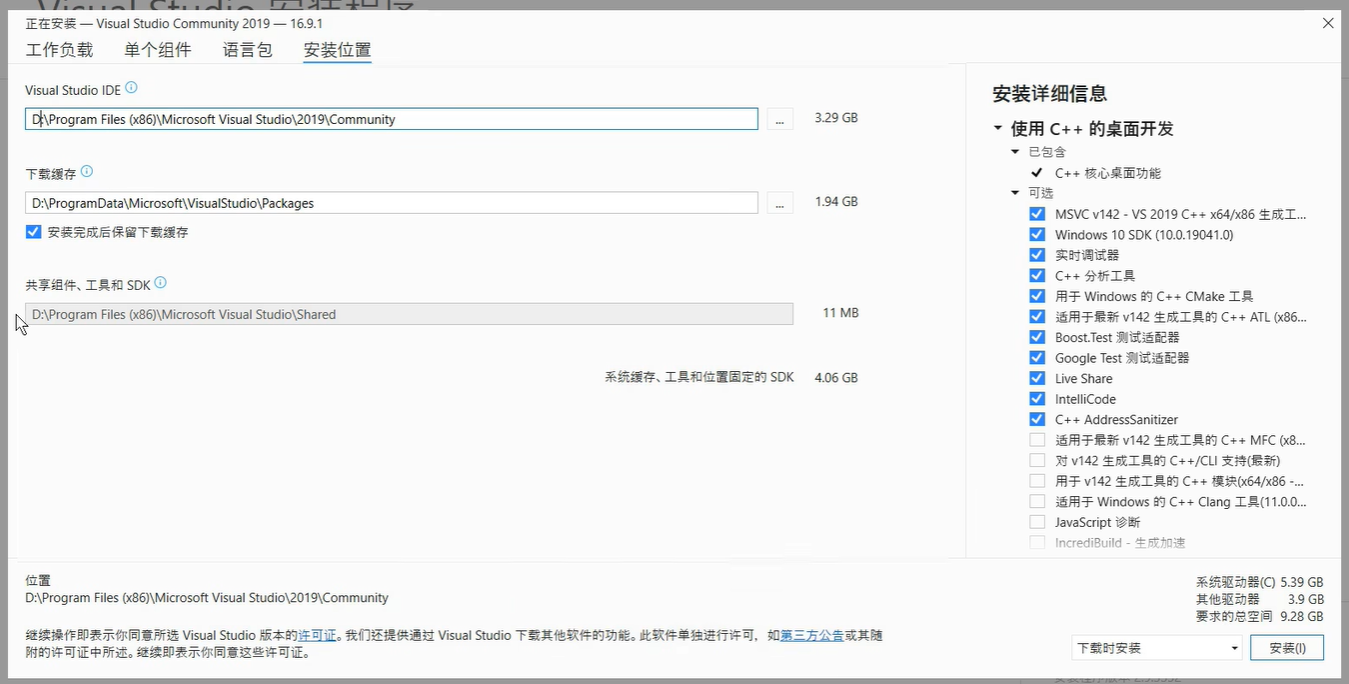 Visual Studio 安装程序
正在安装 — Visual Studio Community 2019 — 16.9.1
工作负载 单个组件 语言包 安装位置
Visual Studio IDE
D:\Program Files (x86)\Microsoft Visual Studio\2019\Community ... 3.29 GB
下载缓存
D:\ProgramData\Microsoft\VisualStudio\Packages ... 1.94 GB
安装完成后保留下载缓存
共享组件、工具和 SDK
D:\Program Files (x86)\Microsoft Visual Studio\Shared 11 MB
系统缓存、工具和位置固定的 SDK 4.06 GB
安装详细信息
使用 C++ 的桌面开发
已包含
C++ 核心桌面功能
可选
MSVC v142 - VS 2019 C++ x64/x86 生成工...
Windows 10 SDK (10.0.19041.0)
实时调试器
C++ 分析工具
用于 Windows 的 C++ CMake 工具
适用于最新 v142 生成工具的 C++ ATL (x86...
Boost.Test 测试适配器
Google Test 测试适配器
Live Share
IntelliCode
C++ AddressSanitizer
适用于最新 v142 生成工具的 C++ MFC (x8...
对 v142 生成工具的 C++/CLI 支持(最新)
用于 v142 生成工具的 C++ 模块(x64/x86 -...
适用于 Windows 的 C++ Clang 工具(11.0.0...
JavaScript 诊断
IncrediBuild - 生成加速
位置
D:\Program Files (x86)\Microsoft Visual Studio\2019\Community
继续操作即表示你同意所选 Visual Studio 版本的许可证。我们还提供通过 Visual Studio 下载其他软件的功能。此软件单独进行许可，如第三方公告或其随
附的许可证中所述。继续即表示你同意这些许可证。
系统驱动器(C) 5.39 GB
其他驱动器 3.9 GB
要求的总空间 9.28 GB
下载时安装 安装(I)